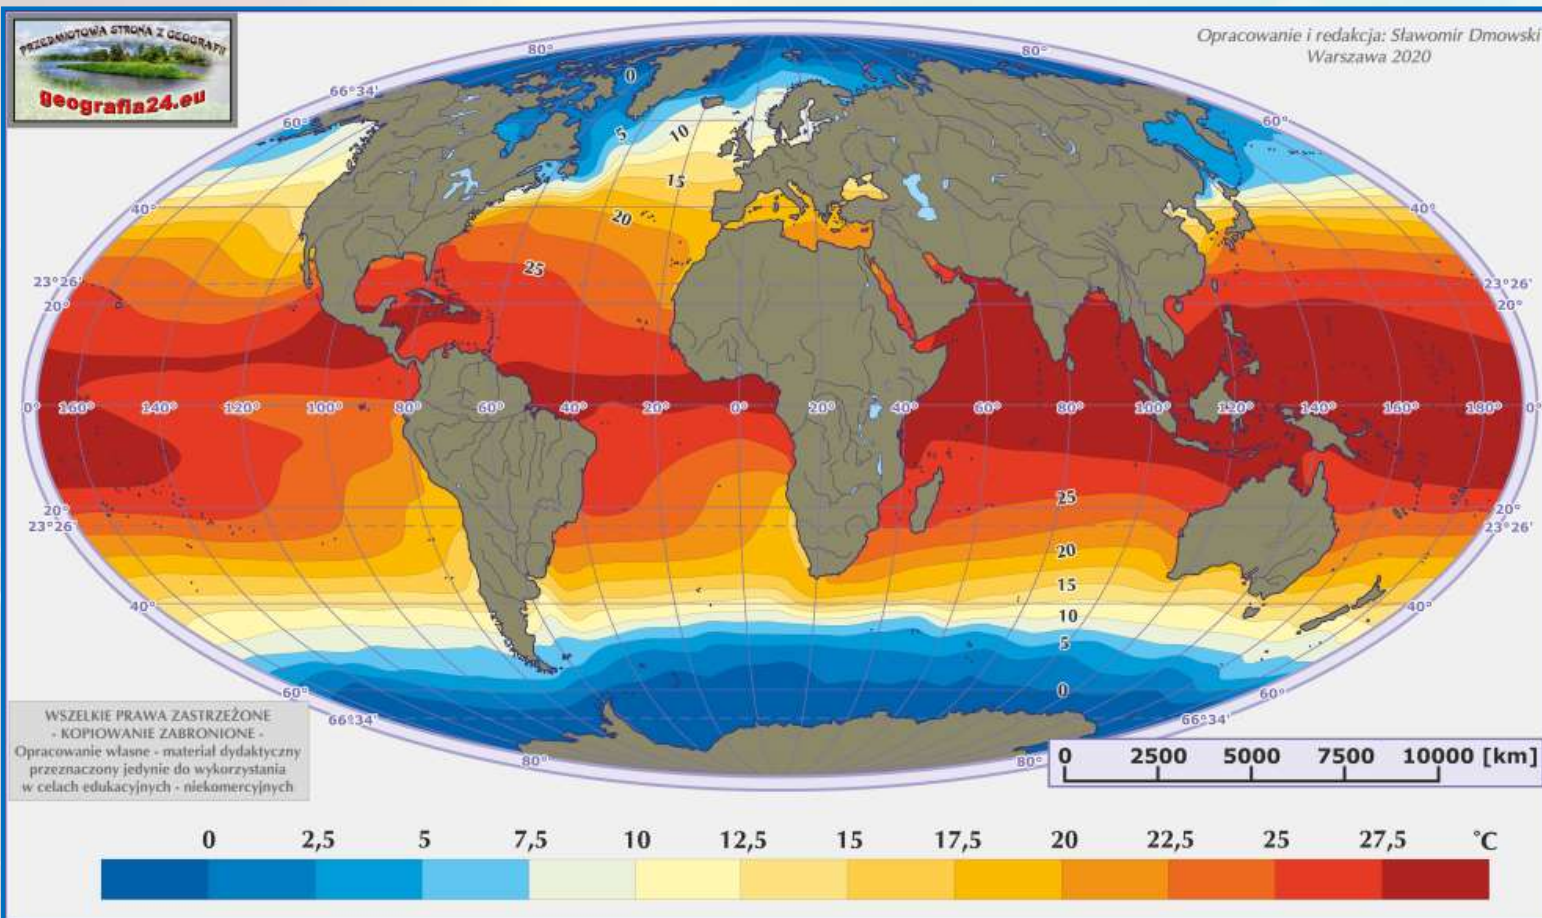 PRZEDMIOTOWA STRONA Z GEOGRAFII
geografia24.eu
Opracowanie i redakcja: Sławomir Dmowski
Warszawa 2020
80° 80°
66°34'
60° 60°
40° 40°
23°26' 23°26'
20° 20°
0° 160° 140° 120° 100° 80° 60° 40° 20° 0° 20° 40° 60° 80° 100° 120° 140° 160° 180° 0°
20° 20°
23°26' 23°26'
40° 40°
60° 60°
66°34' 66°34'
80° 80°
0
5
10
15
20
25
25
20
15
10
5
0
WSZELKIE PRAWA ZASTRZEŻONE
- KOPIOWANIE ZABRONIONE -
Opracowanie własne - materiał dydaktyczny
przeznaczony jedynie do wykorzystania
w celach edukacyjnych - niekomercyjnych
0 2500 5000 7500 10000 [km]
0 2,5 5 7,5 10 12,5 15 17,5 20 22,5 25 27,5 °C